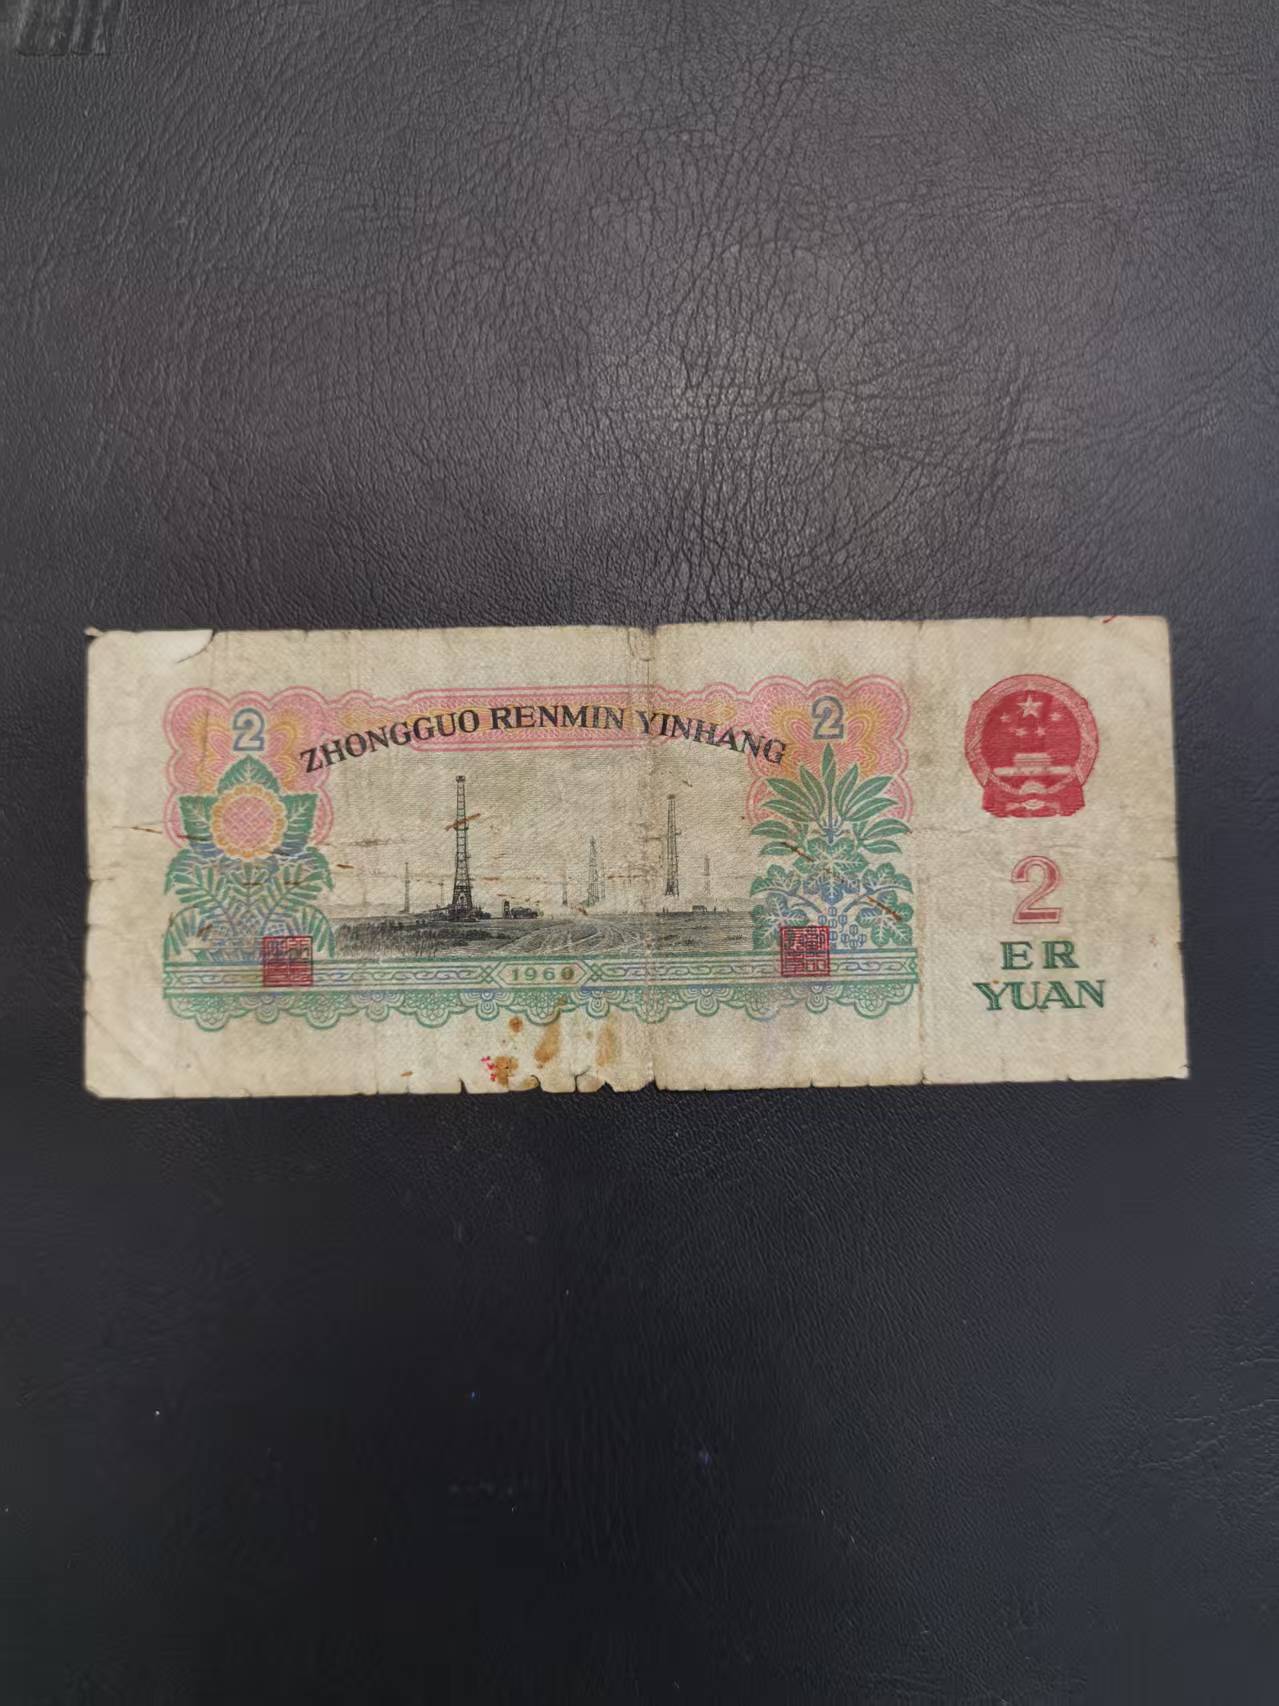 2
2
ZHONGGUO RENMIN YINHANG
1960
2
ER
YUAN